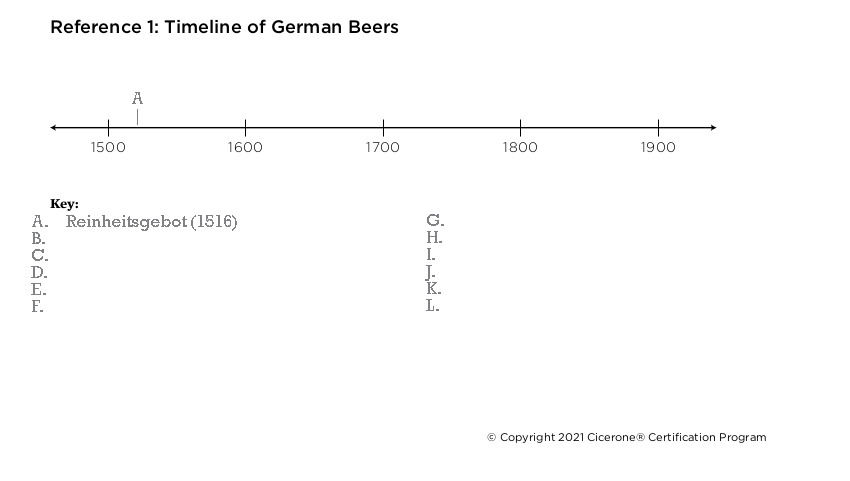 Reference 1: Timeline of German Beers
A
1500 1600 1700 1800 1900
Key:
A. Reinheitsgebot (1516)
B.
C.
D.
E.
F.
G.
H.
I.
J.
K.
L.
© Copyright 2021 Cicerone® Certification Program